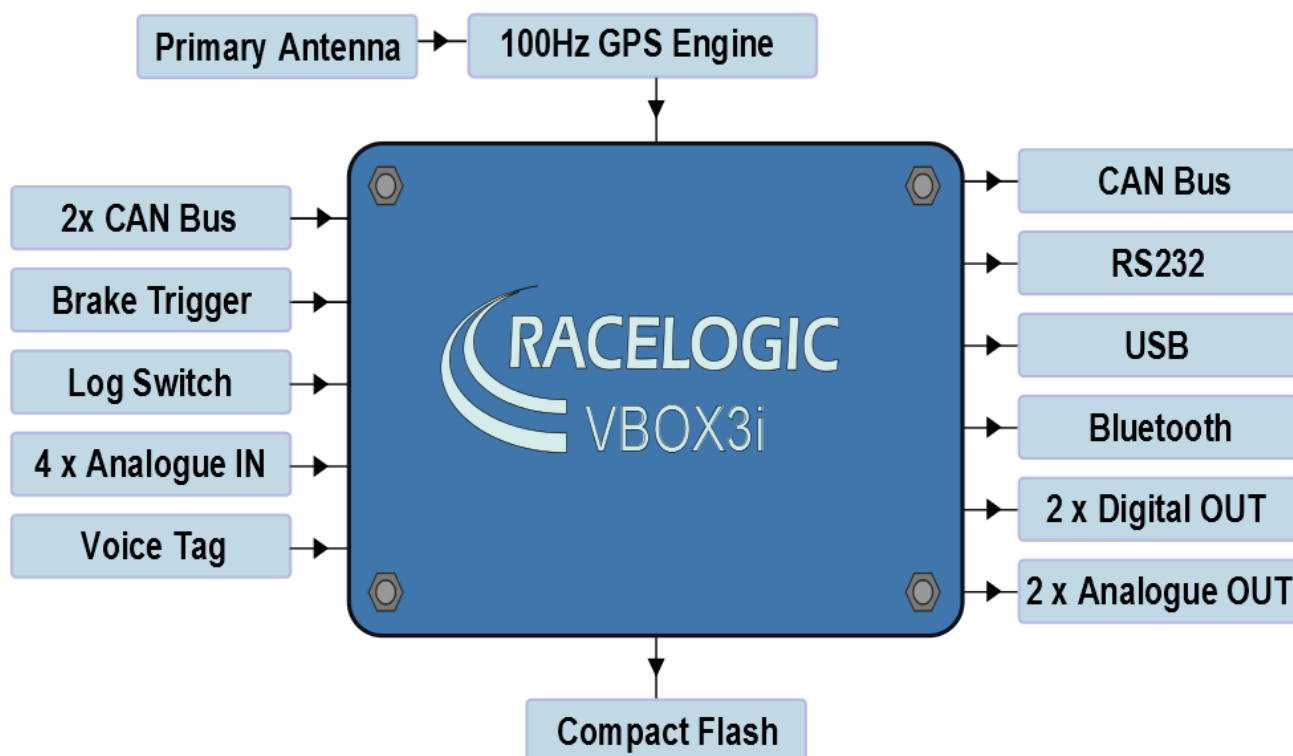 Primary Antenna
100Hz GPS Engine
2x CAN Bus
Brake Trigger
Log Switch
4 x Analogue IN
Voice Tag
RACELOGIC
VBOX3i
CAN Bus
RS232
USB
Bluetooth
2 x Digital OUT
2 x Analogue OUT
Compact Flash